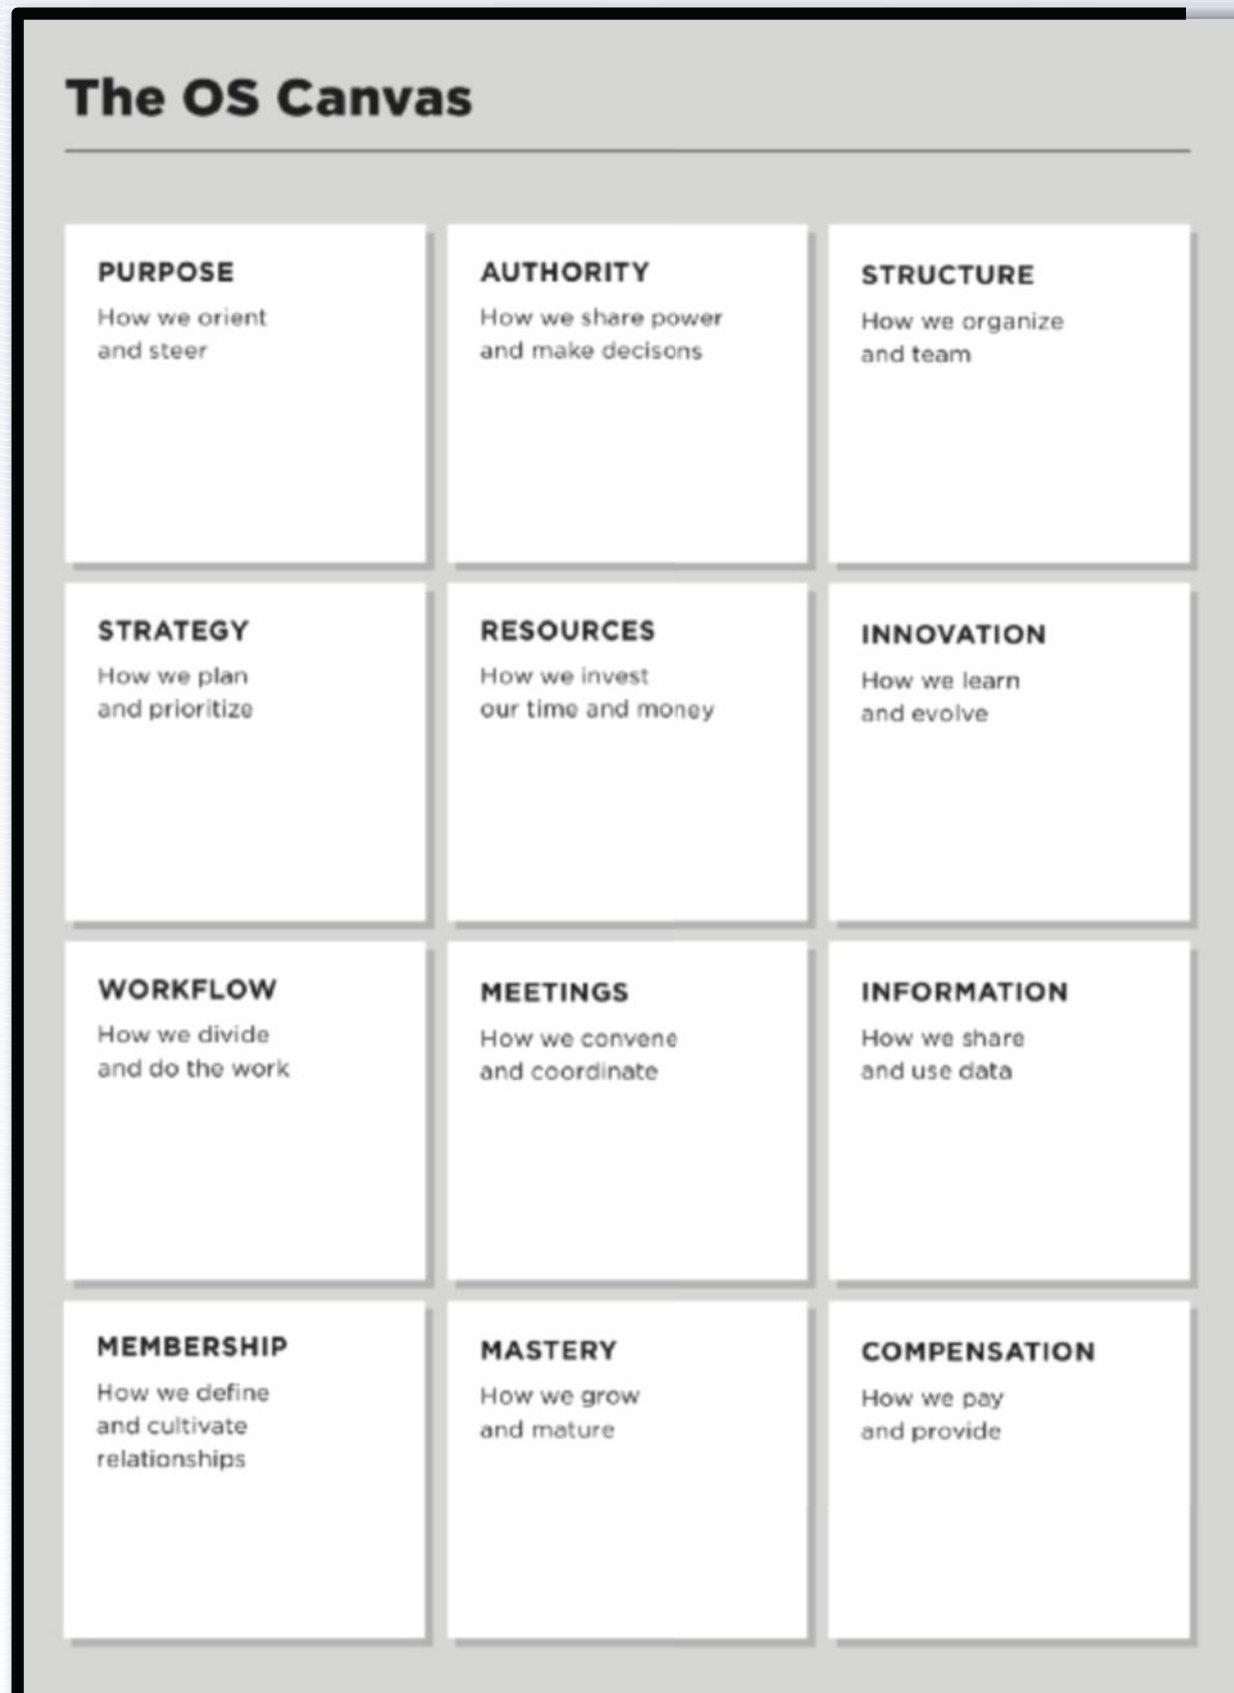 The OS Canvas
PURPOSE
How we orient
and steer
AUTHORITY
How we share power
and make decisons
STRUCTURE
How we organize
and team
STRATEGY
How we plan
and prioritize
RESOURCES
How we invest
our time and money
INNOVATION
How we learn
and evolve
WORKFLOW
How we divide
and do the work
MEETINGS
How we convene
and coordinate
INFORMATION
How we share
and use data
MEMBERSHIP
How we define
and cultivate
relationships
MASTERY
How we grow
and mature
COMPENSATION
How we pay
and provide